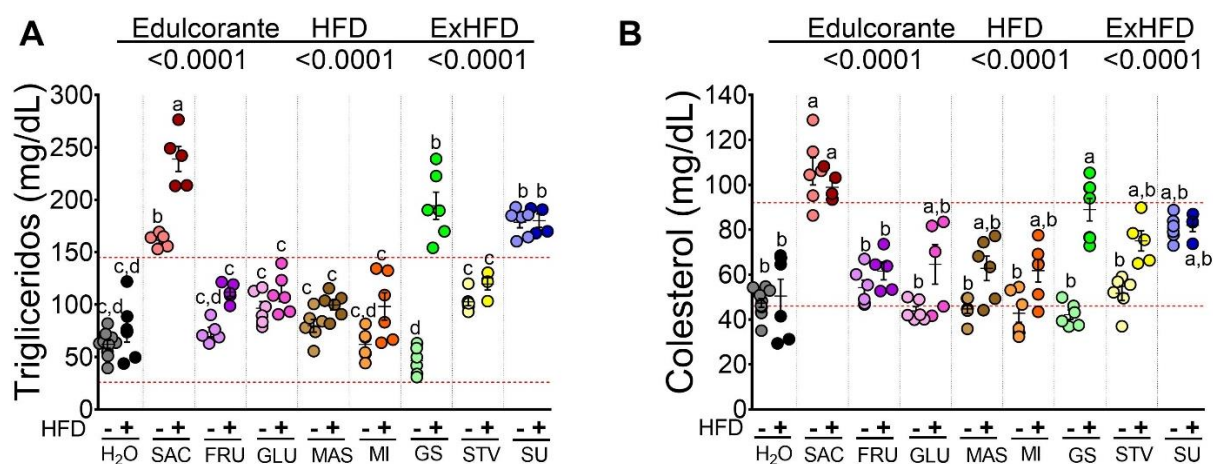 A
Edulcorante HFD ExHFD
<0.0001 <0.0001 <0.0001
Trigliceridos (mg/dL)
300
250
200
150
100
50
0
c,d c,d b a c,d c c c c c c,d c d b c c b b
HFD - + - + - + - + - + - + - + - + - +
H₂O SAC FRU GLU MAS MI GS STV SU
B
Edulcorante HFD ExHFD
<0.0001 <0.0001 <0.0001
Colesterol (mg/dL)
140
120
100
80
60
40
20
0
b b a a b b b a,b b a,b b a,b b a b a,b a,b a,b
HFD - + - + - + - + - + - + - + - + - +
H₂O SAC FRU GLU MAS MI GS STV SU